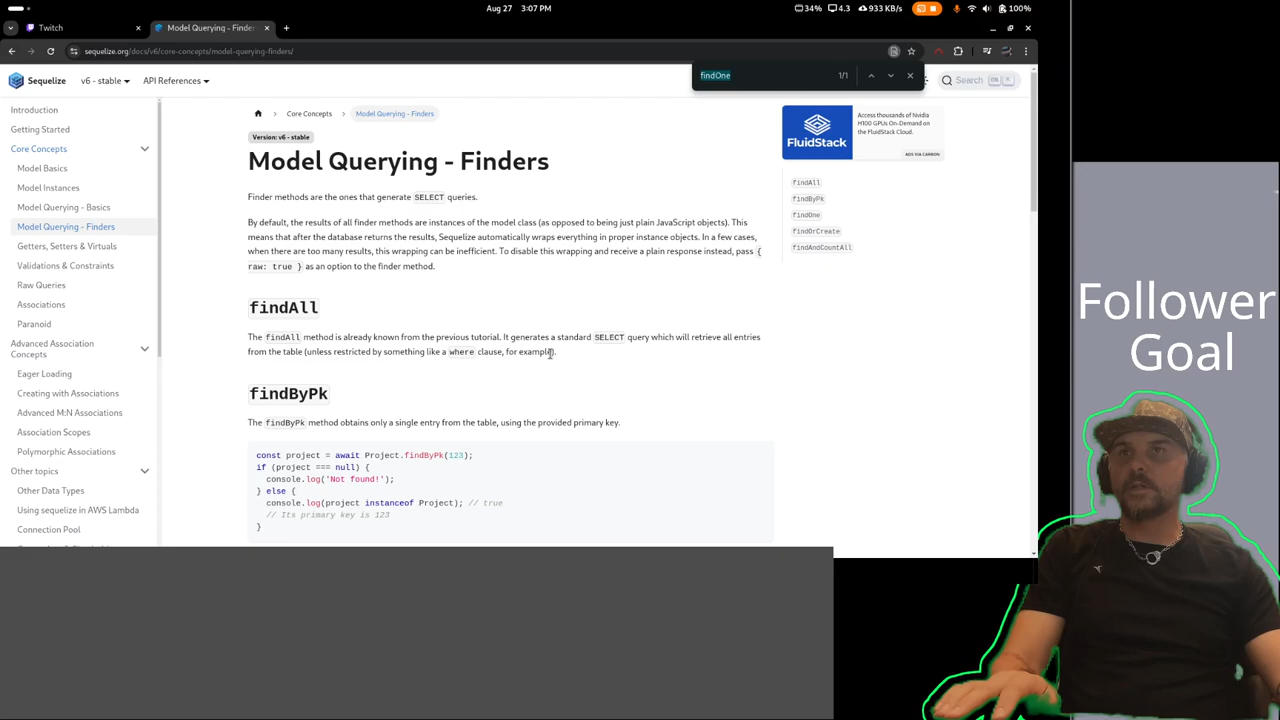 Aug 27 3:07 PM
34% 4.3 933 KB/s 100%
Twitch
Model Querying - Finders
sequelize.org/docs/v6/core-concepts/model-querying-finders/
findOne 1/1
Sequelize v6 - stable API References Search
Introduction
Getting Started
Core Concepts
Model Basics
Model Instances
Model Querying - Basics
Model Querying - Finders
Getters, Setters & Virtuals
Validations & Constraints
Raw Queries
Associations
Paranoid
Advanced Association
Concepts
Eager Loading
Creating with Associations
Advanced M:N Associations
Association Scopes
Polymorphic Associations
Other topics
Other Data Types
Using sequelize in AWS Lambda
Connection Pool
Core Concepts Model Querying - Finders
Version: v6 - stable
Model Querying - Finders
Finder methods are the ones that generate SELECT queries.
By default, the results of all finder methods are instances of the model class (as opposed to being just plain JavaScript objects). This
means that after the database returns the results, Sequelize automatically wraps everything in proper instance objects. In a few cases,
when there are too many results, this wrapping can be inefficient. To disable this wrapping and receive a plain response instead, pass {
raw: true } as an option to the finder method.
findAll
The findAll method is already known from the previous tutorial. It generates a standard SELECT query which will retrieve all entries
from the table (unless restricted by something like a where clause, for example).
findByPk
The findByPk method obtains only a single entry from the table, using the provided primary key.
const project = await Project.findByPk(123);
if (project === null) {
console.log('Not found!');
} else {
console.log(project instanceof Project); // true
// Its primary key is 123
}
FluidStack
Access thousands of Nvidia
H100 GPUs On-Demand on
the FluidStack Cloud.
ADS VIA CARBON
findAll
findByPk
findOne
findOrCreate
findAndCountAll
Follower
Goal